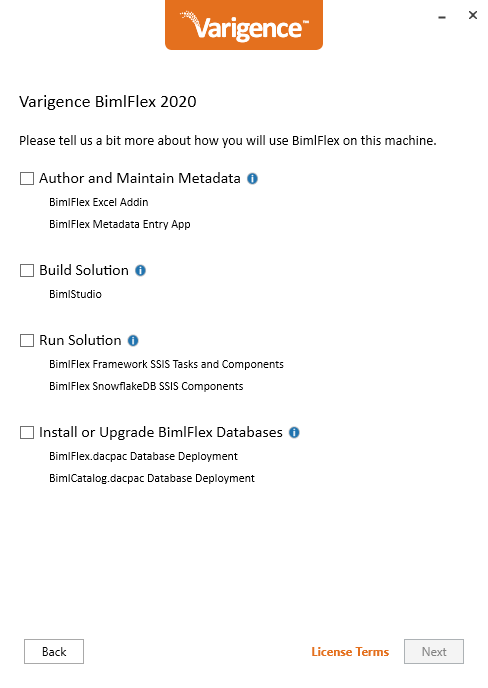 Varigence™
Varigence BimlFlex 2020
Please tell us a bit more about how you will use BimlFlex on this machine.
Author and Maintain Metadata
BimlFlex Excel Addin
BimlFlex Metadata Entry App
Build Solution
BimlStudio
Run Solution
BimlFlex Framework SSIS Tasks and Components
BimlFlex SnowflakeDB SSIS Components
Install or Upgrade BimlFlex Databases
BimlFlex.dacpac Database Deployment
BimlCatalog.dacpac Database Deployment
Back License Terms Next